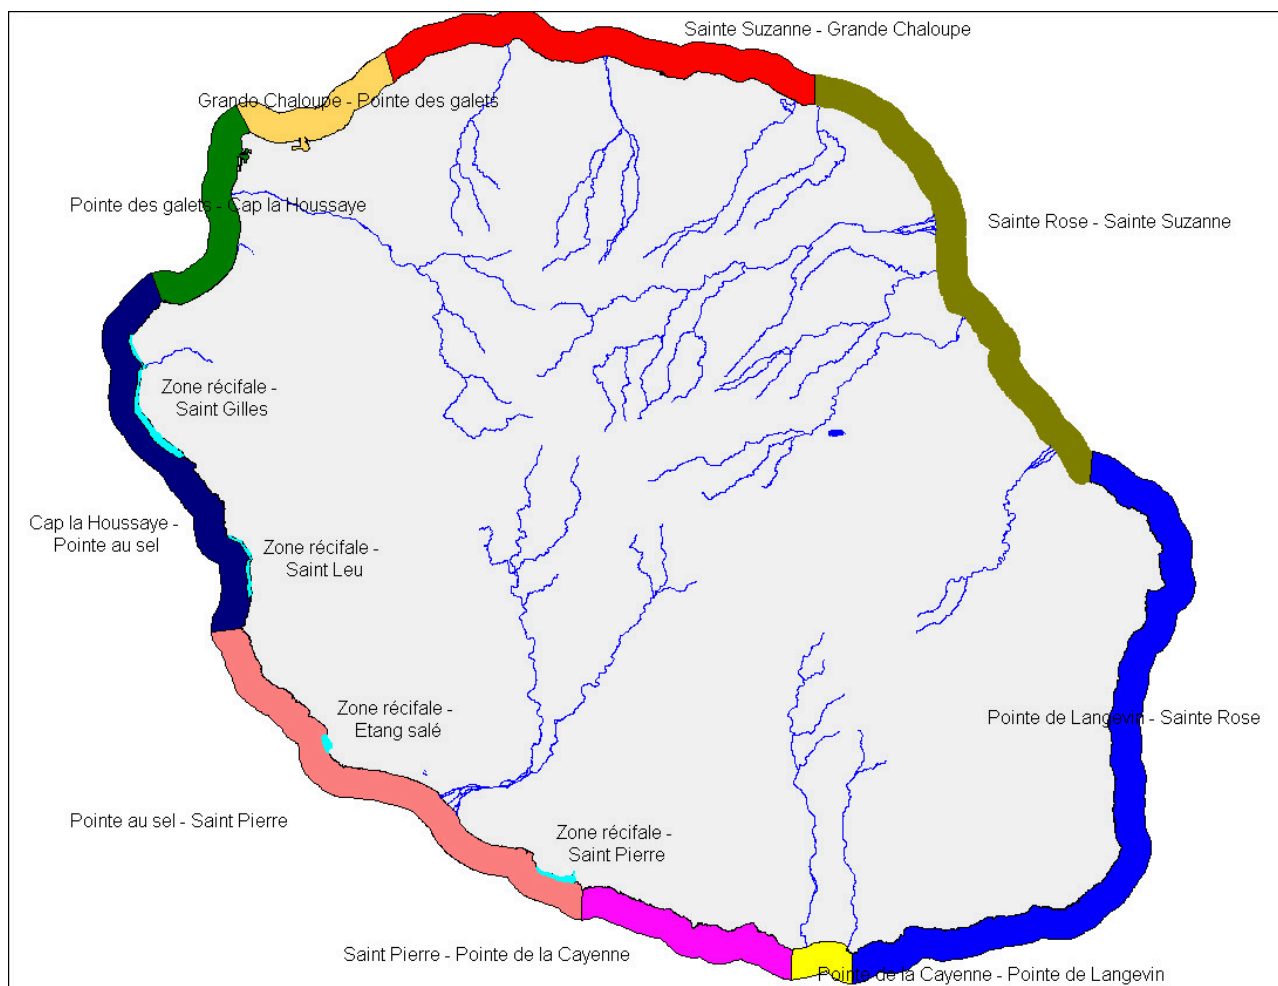 Sainte Suzanne - Grande Chaloupe
Grande Chaloupe - Pointe des galets
Pointe des galets - Cap la Houssaye
Sainte Rose - Sainte Suzanne
Zone récifale -
Saint Gilles
Cap la Houssaye -
Pointe au sel
Zone récifale -
Saint Leu
Zone récifale -
Etang salé
Pointe de Langevin - Sainte Rose
Pointe au sel - Saint Pierre
Zone récifale -
Saint Pierre
Saint Pierre - Pointe de la Cayenne
Pointe de la Cayenne - Pointe de Langevin